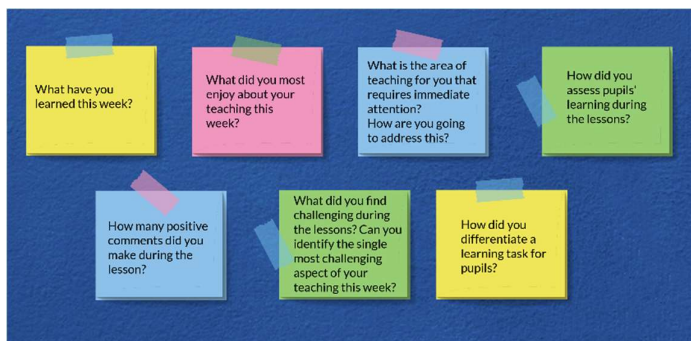 What have you
learned this week?
What did you most
enjoy about your
teaching this
week?
What is the area of
teaching for you that
requires immediate
attention?
How are you going
to address this?
How did you
assess pupils'
learning during
the lessons?
How many positive
comments did you
make during the
lesson?
What did you find
challenging during
the lessons? Can you
identify the single
most challenging
aspect of your
teaching this week?
How did you
differentiate a
learning task for
pupils?